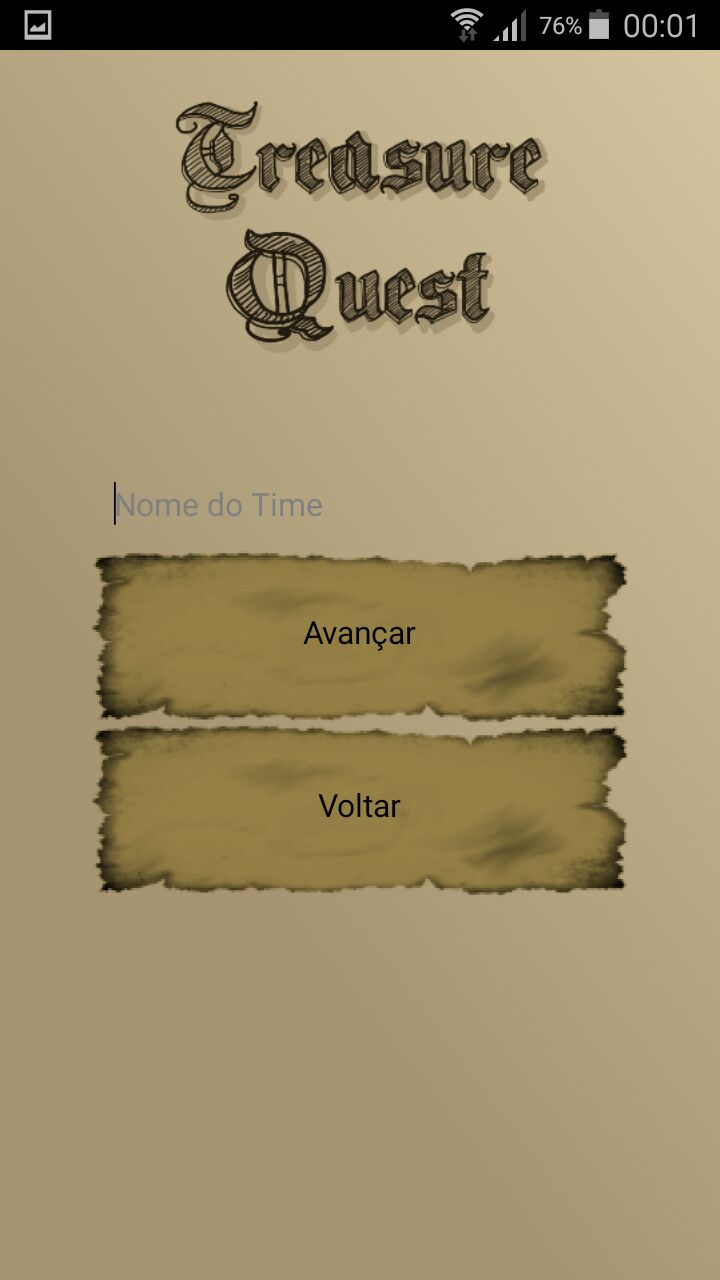 76% 00:01
Treasure
Quest
Nome do Time
Avançar
Voltar